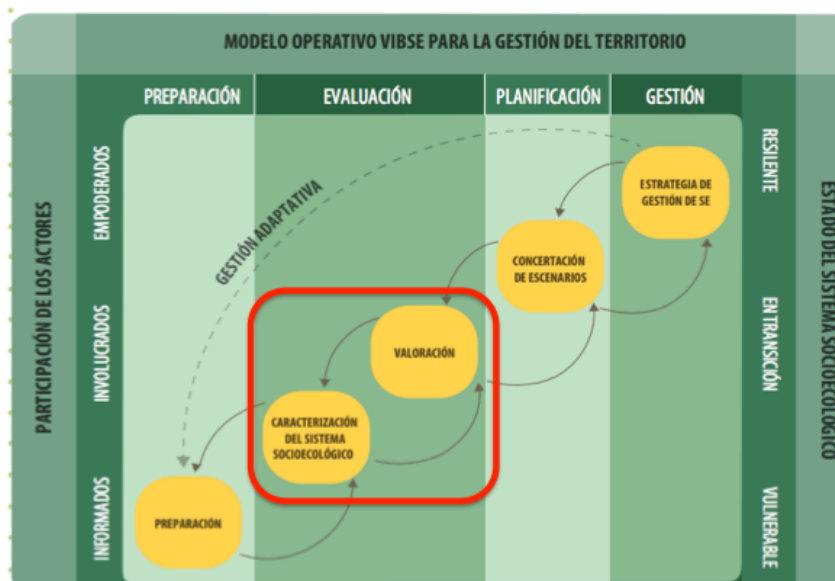 MODELO OPERATIVO VIBSE PARA LA GESTIÓN DEL TERRITORIO
PREPARACIÓN
EVALUACIÓN
PLANIFICACIÓN
GESTIÓN
PARTICIPACIÓN DE LOS ACTORES
EMPODERADOS
INVOLUCRADOS
INFORMADOS
GESTIÓN ADAPTATIVA
ESTRATEGIA DE
GESTIÓN DE SE
CONCERTACIÓN
DE ESCENARIOS
VALORACIÓN
CARACTERIZACIÓN
DEL SISTEMA
SOCIOECOLÓGICO
PREPARACIÓN
RESILENTE
EN TRANSICIÓN
VULNERABLE
ESTADO DEL SISTEMA SOCIOECOLÓGICO